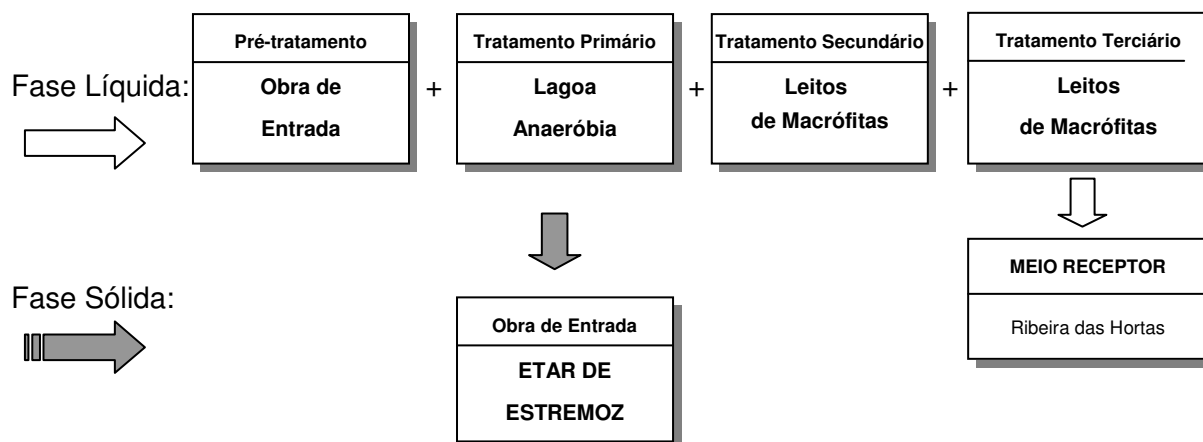 Pré-tratamento
Tratamento Primário
Tratamento Secundário
Tratamento Terciário
Fase Líquida:
Obra de
Entrada
+
Lagoa
Anaeróbia
+
Leitos
de Macrófitas
+
Leitos
de Macrófitas
MEIO RECEPTOR
Ribeira das Hortas
Fase Sólida:
Obra de Entrada
ETAR DE
ESTREMOZ